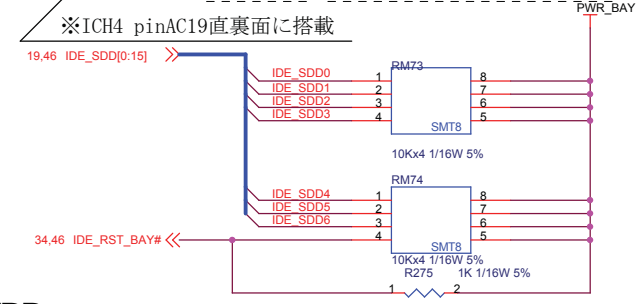 PWR_BAY
※ICH4 pinAC19直裏面に搭載
19,46 IDE_SDD[0:15]
RM73
IDE_SDD0 1 8
IDE_SDD1 2 7
IDE_SDD2 3 6
IDE_SDD3 4 5
SMT8
10Kx4 1/16W 5%
RM74
IDE_SDD4 1 8
IDE_SDD5 2 7
IDE_SDD6 3 6
34,46 IDE_RST_BAY# 4 5
SMT8
10Kx4 1/16W 5%
R275 1K 1/16W 5%
1 2